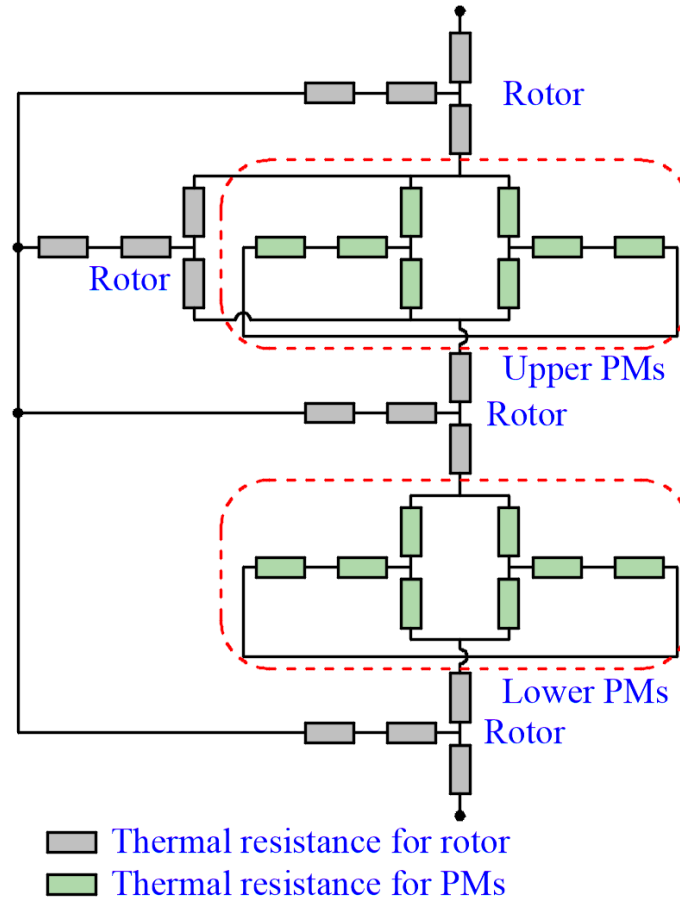 Rotor
Rotor
Upper PMs
Rotor
Lower PMs
Rotor
Thermal resistance for rotor
Thermal resistance for PMs